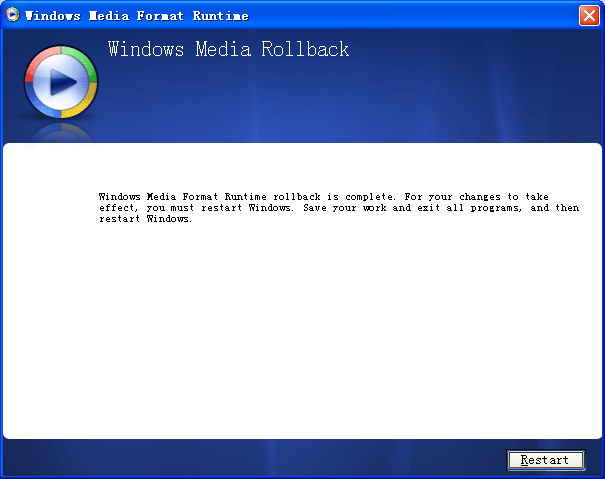 Windows Media Format Runtime
Windows Media Rollback
Windows Media Format Runtime rollback is complete. For your changes to take
effect, you must restart Windows. Save your work and exit all programs, and then
restart Windows.
Restart